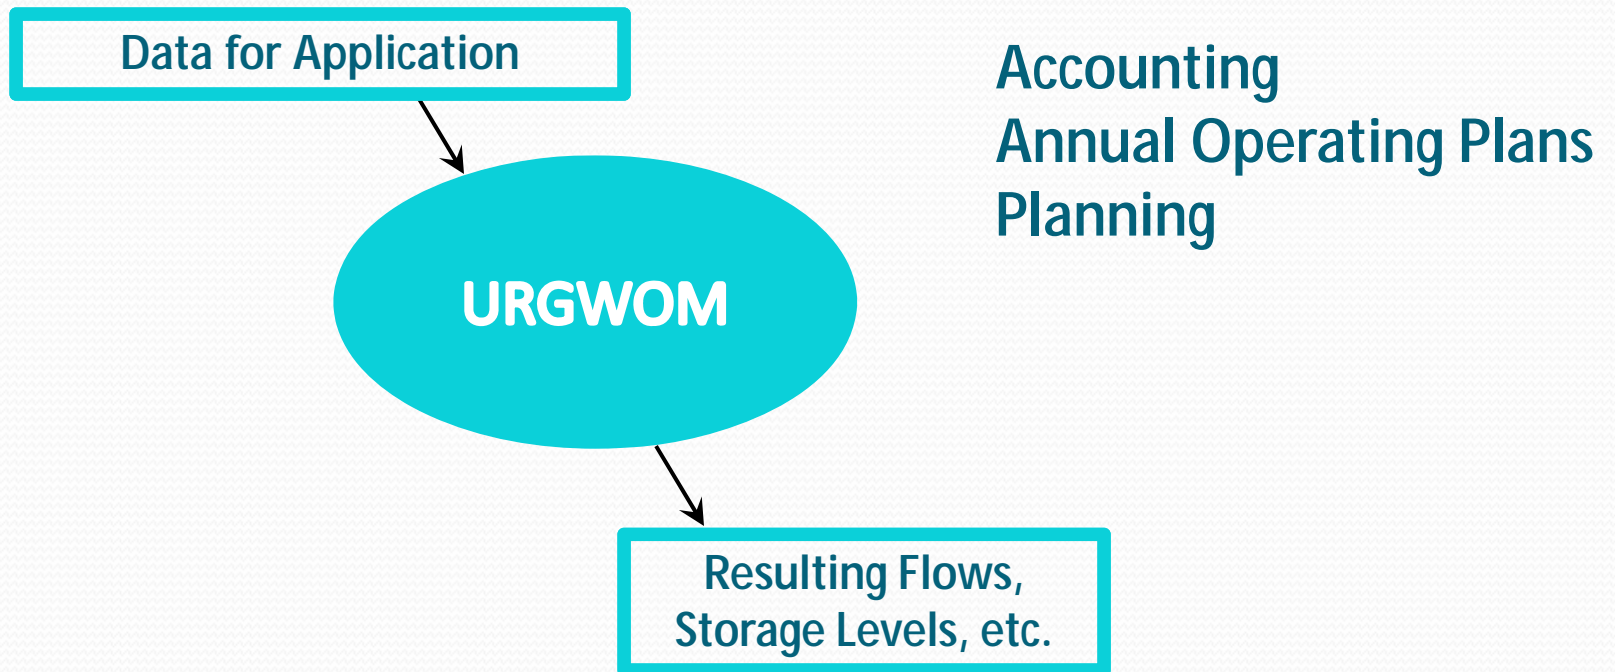 Data for Application
Accounting
Annual Operating Plans
Planning
URGWOM
Resulting Flows,
Storage Levels, etc.